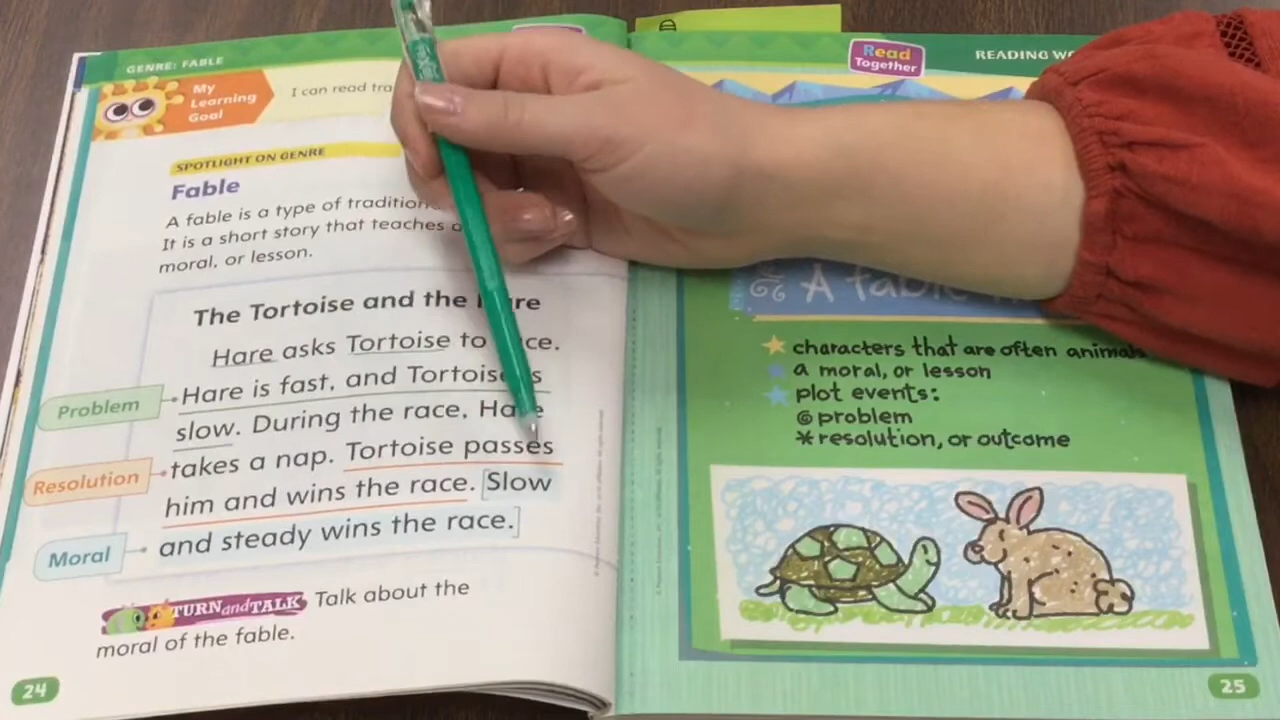 GENRE: FABLE
My
Learning
Goal
I can read
SPOTLIGHT ON GENRE
Fable
A fable is a type of
It is a short story that teaches
moral, or lesson.
The Tortoise and the
Hare asks Tortoise to
Problem
Hare is fast, and Tortoise
slow. During the race, Hare
takes a nap. Tortoise passes
Resolution
him and wins the race. Slow
Moral
and steady wins the race.
TURN and TALK Talk about the
moral of the fable.
24
Read
Together
READING
A
characters that are often animals
a moral, or lesson
plot events:
problem
resolution, or outcome
25